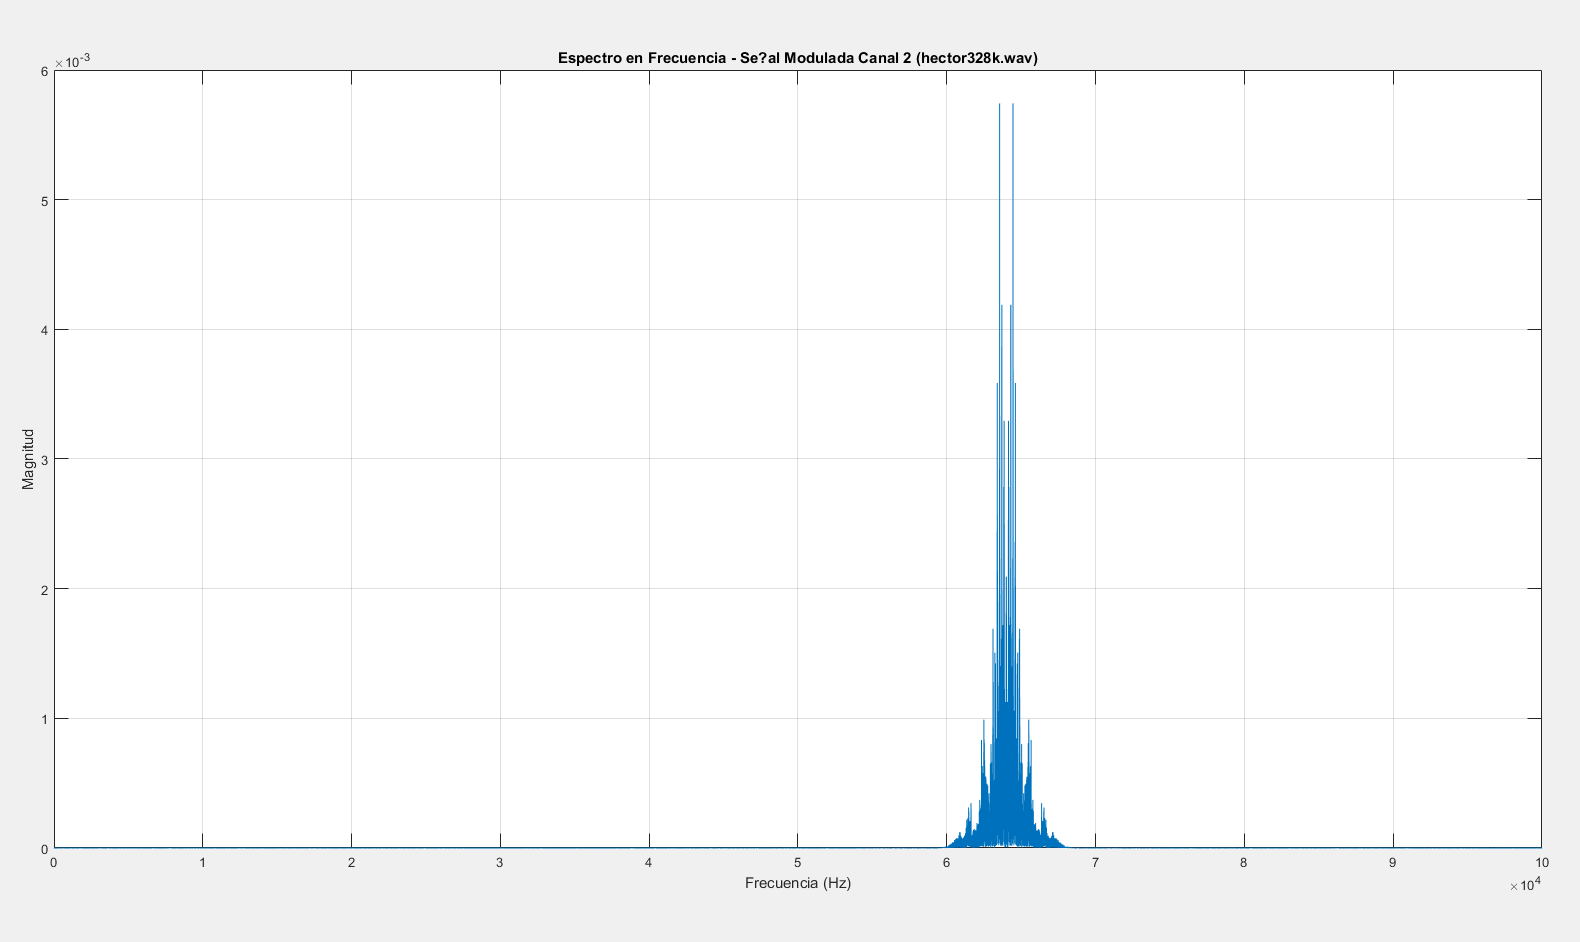 Espectro en Frecuencia - Se?al Modulada Canal 2 (hector328k.wav)
×10⁻³
6
5
4
3
2
1
0
Magnitud
0 1 2 3 4 5 6 7 8 9 10
Frecuencia (Hz)
×10⁴